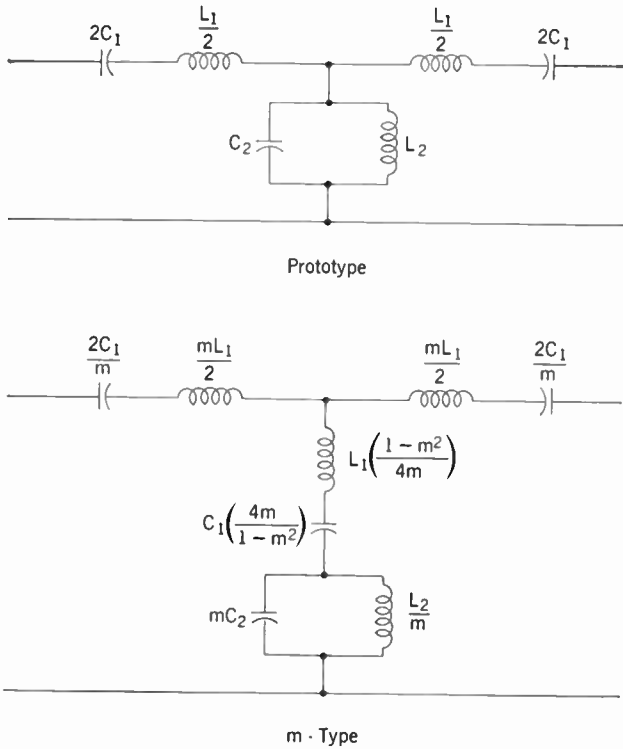 2C₁ L₁/2 L₁/2 2C₁
C₂ L₂
Prototype
2C₁/m mL₁/2 mL₁/2 2C₁/m
L₁((1 − m²)/4m)
C₁(4m/(1 − m²))
mC₂ L₂/m
m · Type